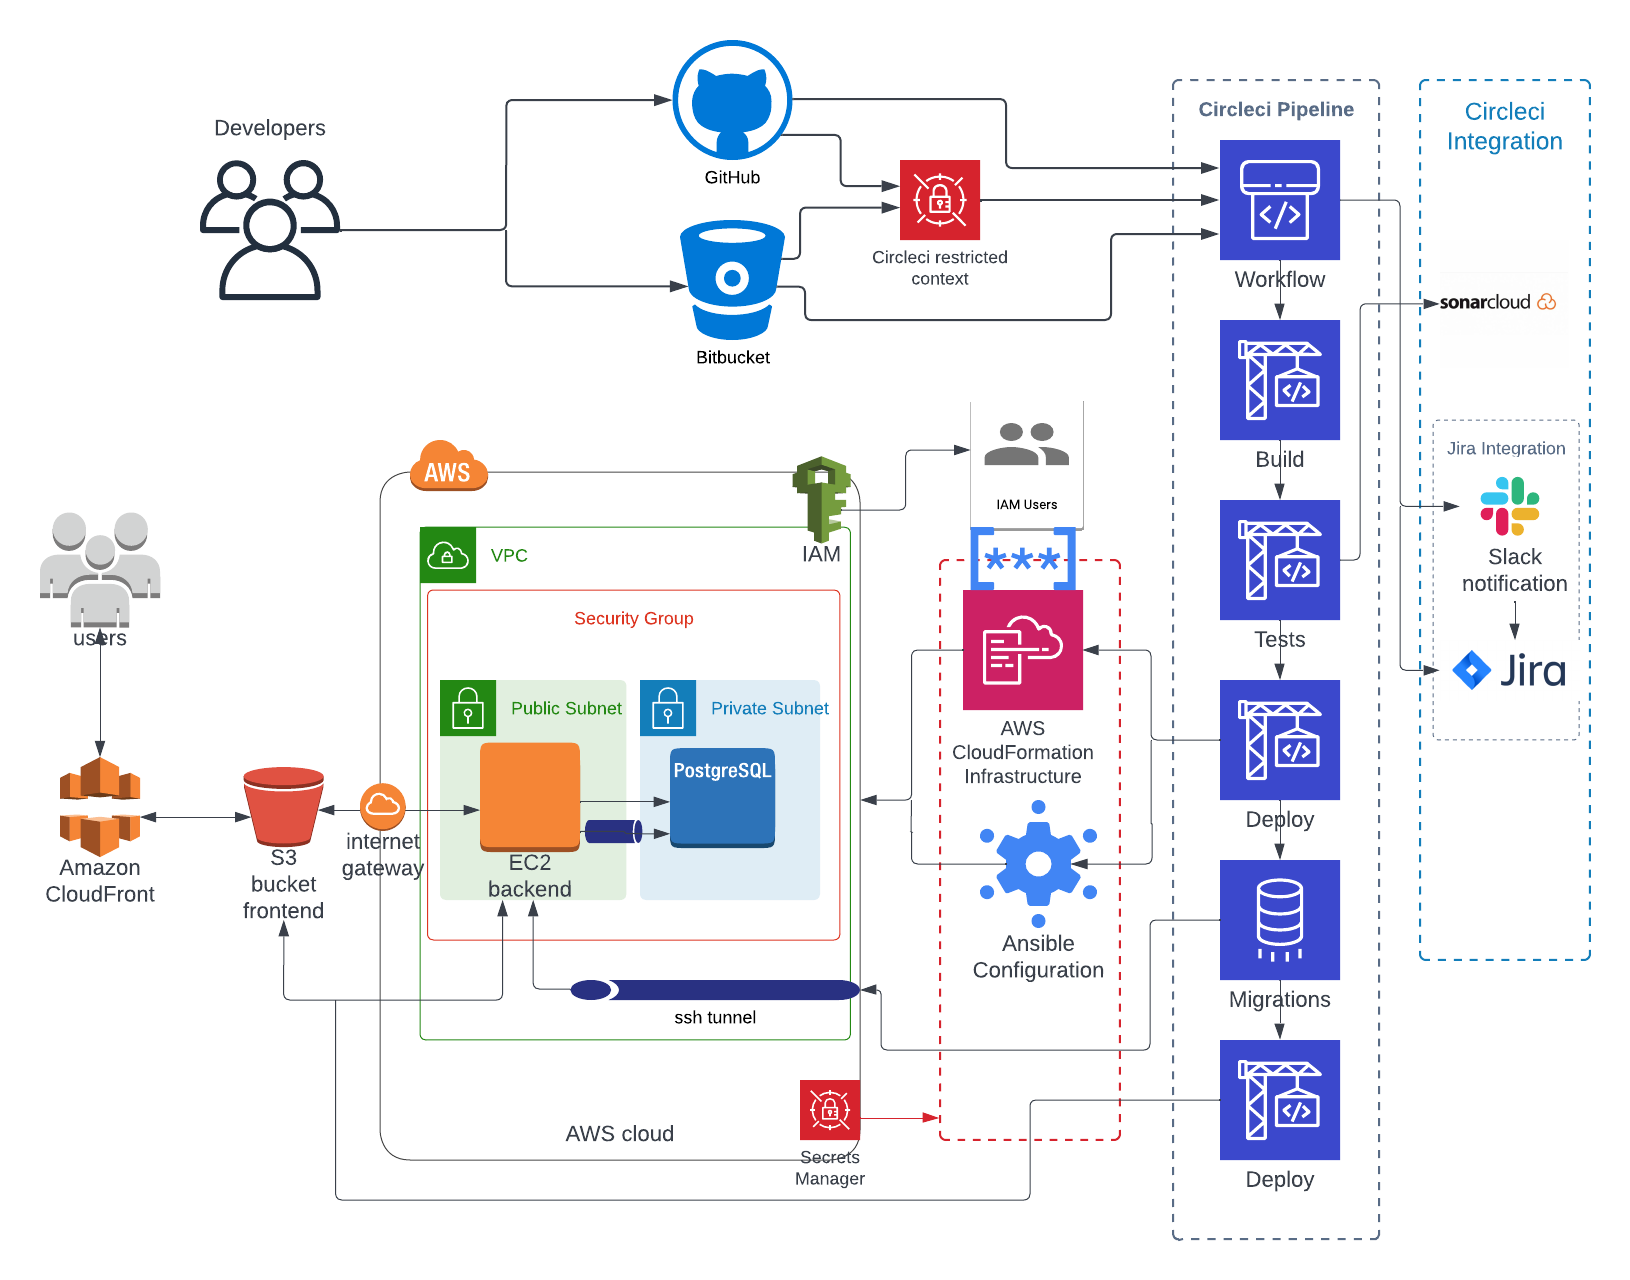 Developers
GitHub
Bitbucket
Circleci restricted
context
Circleci Pipeline
Workflow
Build
Tests
Deploy
Migrations
Deploy
Circleci
Integration
sonarcloud
Jira Integration
Slack
notification
Jira
IAM Users
***
AWS
CloudFormation
Infrastructure
Ansible
Configuration
AWS
IAM
VPC
Security Group
Public Subnet
Private Subnet
PostgreSQL
EC2
backend
ssh tunnel
AWS cloud
Secrets
Manager
users
Amazon
CloudFront
S3
bucket
frontend
internet
gateway